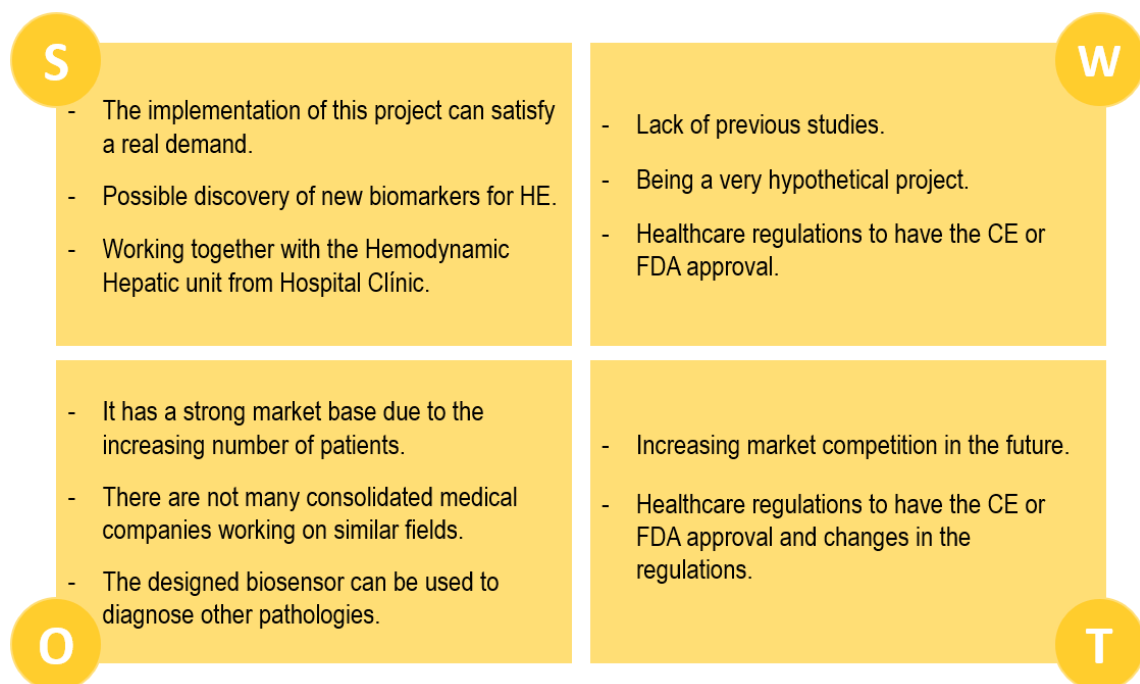 S
- The implementation of this project can satisfy
a real demand.
- Possible discovery of new biomarkers for HE.
- Working together with the Hemodynamic
Hepatic unit from Hospital Clínic.
W
- Lack of previous studies.
- Being a very hypothetical project.
- Healthcare regulations to have the CE or
FDA approval.
- It has a strong market base due to the
increasing number of patients.
- There are not many consolidated medical
companies working on similar fields.
- The designed biosensor can be used to
diagnose other pathologies.
O
- Increasing market competition in the future.
- Healthcare regulations to have the CE or
FDA approval and changes in the
regulations.
T